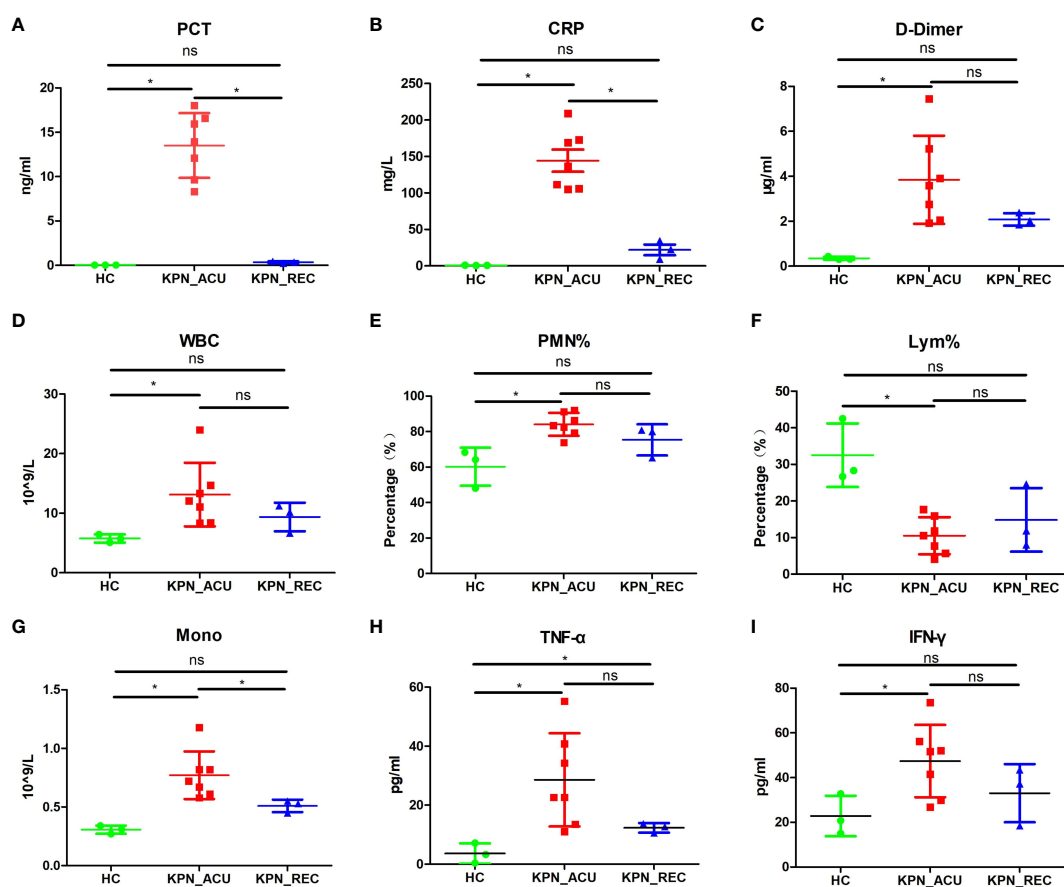 A
PCT
ns
*
*
ng/ml
20
15
10
5
0
HC KPN_ACU KPN_REC
B
CRP
ns
*
*
mg/L
250
200
150
100
50
0
HC KPN_ACU KPN_REC
C
D-Dimer
ns
*
ns
µg/ml
8
6
4
2
0
HC KPN_ACU KPN_REC
D
WBC
ns
*
ns
10^9/L
30
20
10
0
HC KPN_ACU KPN_REC
E
PMN%
ns
*
ns
Percentage（%）
100
80
60
40
20
0
HC KPN_ACU KPN_REC
F
Lym%
ns
*
ns
Percentage（%）
50
40
30
20
10
0
HC KPN_ACU KPN_REC
G
Mono
ns
*
*
10^9/L
1.5
1.0
0.5
0.0
HC KPN_ACU KPN_REC
H
TNF-α
*
*
ns
pg/ml
60
40
20
0
HC KPN_ACU KPN_REC
I
IFN-γ
ns
*
ns
pg/ml
80
60
40
20
0
HC KPN_ACU KPN_REC